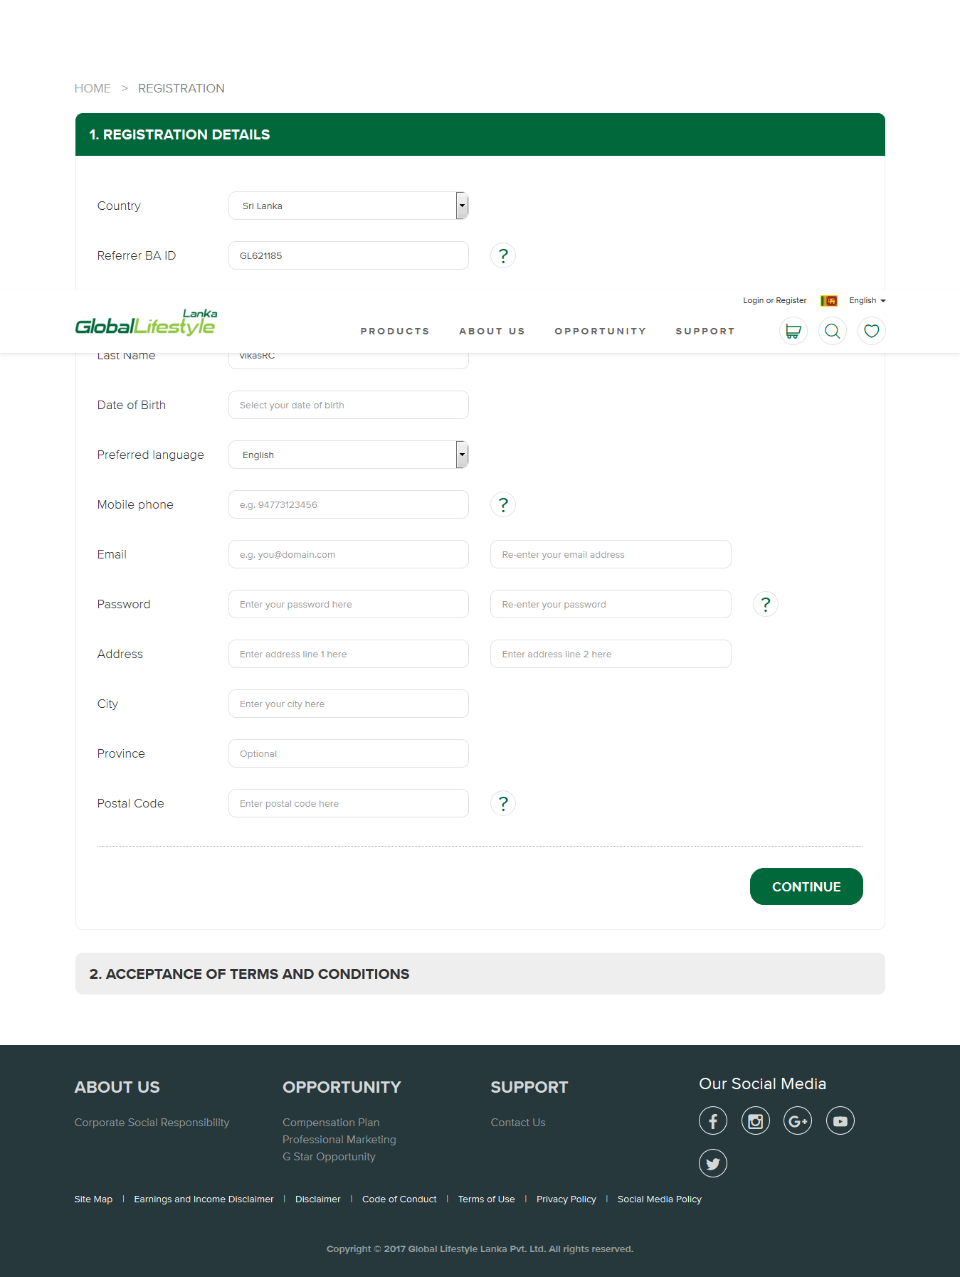 HOME > REGISTRATION
1. REGISTRATION DETAILS
Country Sri Lanka
Referrer BA ID GL621185 ?
Login or Register English
GlobalLifestyle Lanka
PRODUCTS ABOUT US OPPORTUNITY SUPPORT
Last Name vikasRC
Date of Birth Select your date of birth
Preferred language English
Mobile phone e.g. 94773123456 ?
Email e.g. you@domain.com Re-enter your email address
Password Enter your password here Re-enter your password ?
Address Enter address line 1 here Enter address line 2 here
City Enter your city here
Province Optional
Postal Code Enter postal code here ?
CONTINUE
2. ACCEPTANCE OF TERMS AND CONDITIONS
ABOUT US
Corporate Social Responsibility
OPPORTUNITY
Compensation Plan
Professional Marketing
G Star Opportunity
SUPPORT
Contact Us
Our Social Media
Site Map | Earnings and Income Disclaimer | Disclaimer | Code of Conduct | Terms of Use | Privacy Policy | Social Media Policy
Copyright © 2017 Global Lifestyle Lanka Pvt. Ltd. All rights reserved.